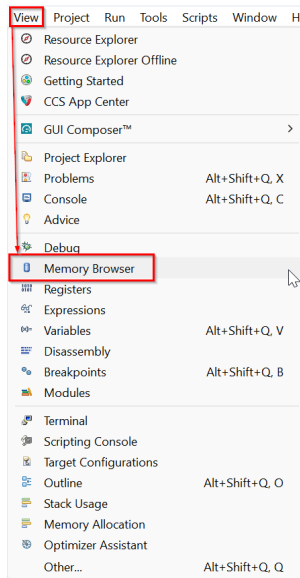 View Project Run Tools Scripts Window H
Resource Explorer
Resource Explorer Offline
Getting Started
CCS App Center
GUI Composer™
Project Explorer
Problems Alt+Shift+Q, X
Console Alt+Shift+Q, C
Advice
Debug
Memory Browser
Registers
Expressions
Variables Alt+Shift+Q, V
Disassembly
Breakpoints Alt+Shift+Q, B
Modules
Terminal
Scripting Console
Target Configurations
Outline Alt+Shift+Q, O
Stack Usage
Memory Allocation
Optimizer Assistant
Other... Alt+Shift+Q, Q